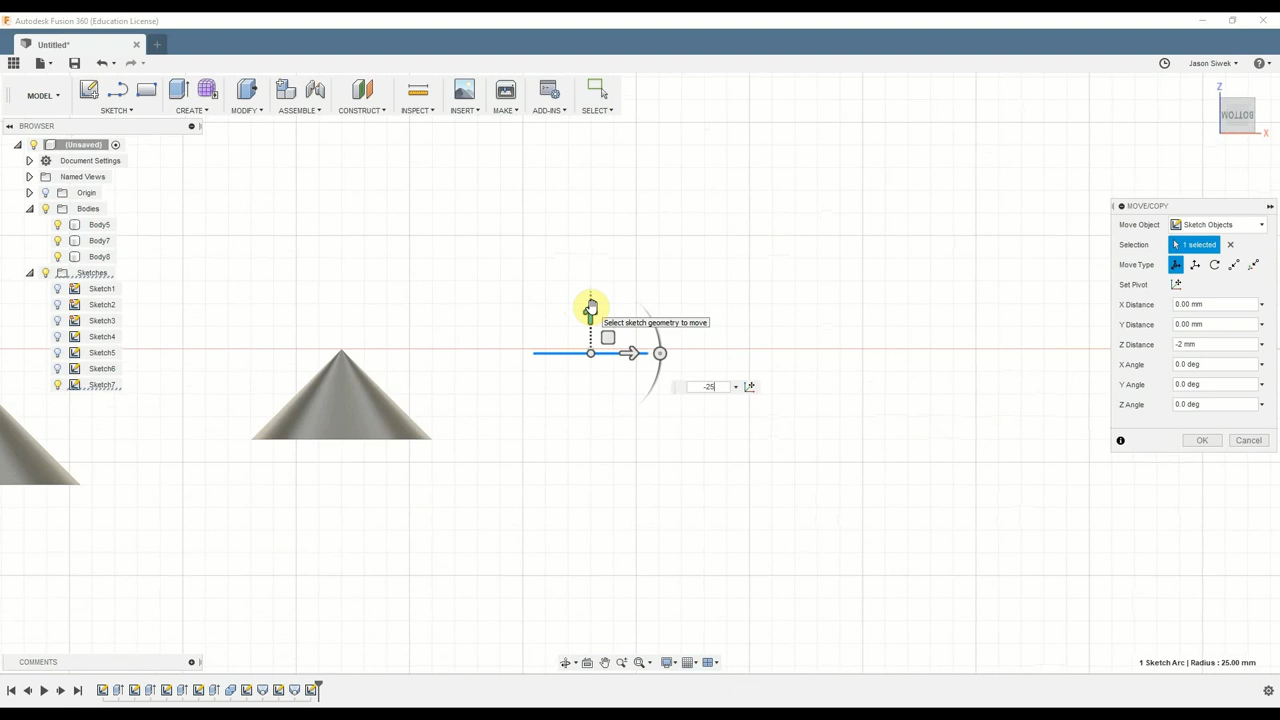 Autodesk Fusion 360 (Education License)
Untitled*
Jason Siwek
MODEL
SKETCH
CREATE
MODIFY
ASSEMBLE
CONSTRUCT
INSPECT
INSERT
MAKE
ADD-INS
SELECT
BROWSER
(Unsaved)
Document Settings
Named Views
Origin
Bodies
Body5
Body7
Body8
Sketches
Sketch1
Sketch2
Sketch3
Sketch4
Sketch5
Sketch6
Sketch7
Z
BOTTOM
X
MOVE/COPY
Move Object Sketch Objects
Selection 1 selected
Move Type
Set Pivot
X Distance 0.00 mm
Y Distance 0.00 mm
Z Distance -2 mm
X Angle 0.0 deg
Y Angle 0.0 deg
Z Angle 0.0 deg
OK Cancel
Select sketch geometry to move
-25
COMMENTS
1 Sketch Arc | Radius : 25.00 mm